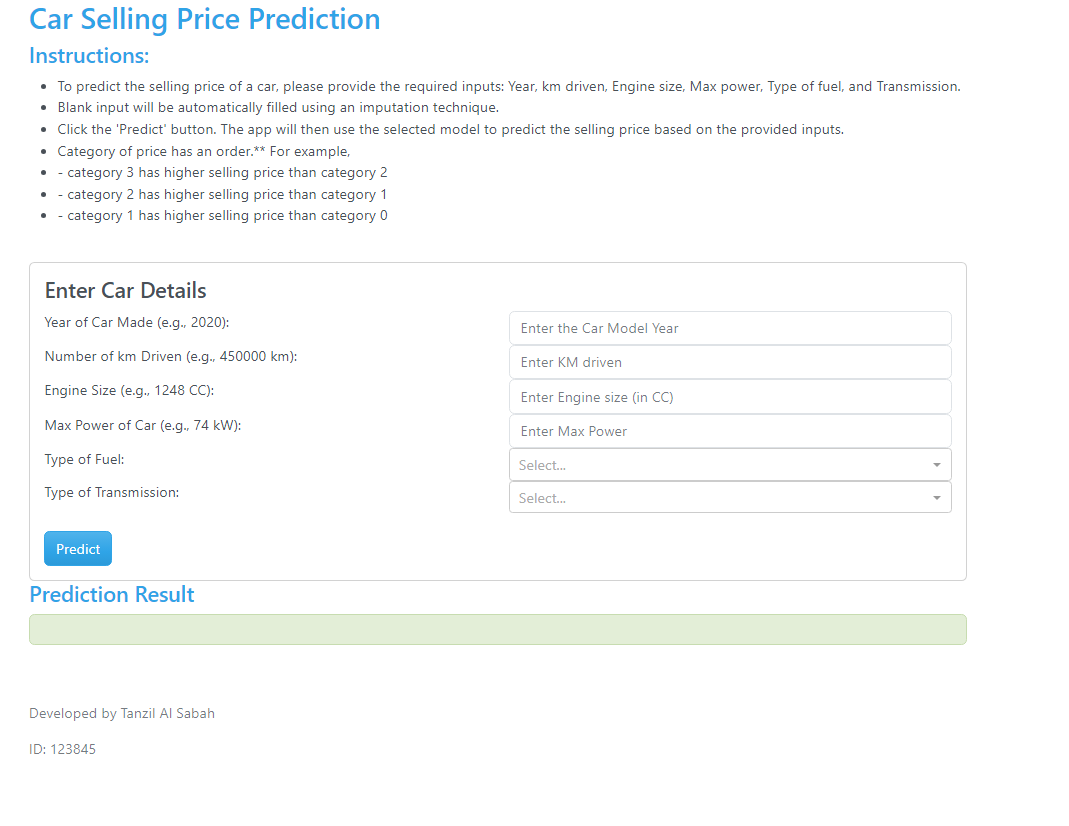 Car Selling Price Prediction
Instructions:
• To predict the selling price of a car, please provide the required inputs: Year, km driven, Engine size, Max power, Type of fuel, and Transmission.
• Blank input will be automatically filled using an imputation technique.
• Click the 'Predict' button. The app will then use the selected model to predict the selling price based on the provided inputs.
• Category of price has an order.** For example,
• - category 3 has higher selling price than category 2
• - category 2 has higher selling price than category 1
• - category 1 has higher selling price than category 0
Enter Car Details
Year of Car Made (e.g., 2020): Enter the Car Model Year
Number of km Driven (e.g., 450000 km): Enter KM driven
Engine Size (e.g., 1248 CC): Enter Engine size (in CC)
Max Power of Car (e.g., 74 kW): Enter Max Power
Type of Fuel: Select...
Type of Transmission: Select...
Predict
Prediction Result
Developed by Tanzil Al Sabah
ID: 123845